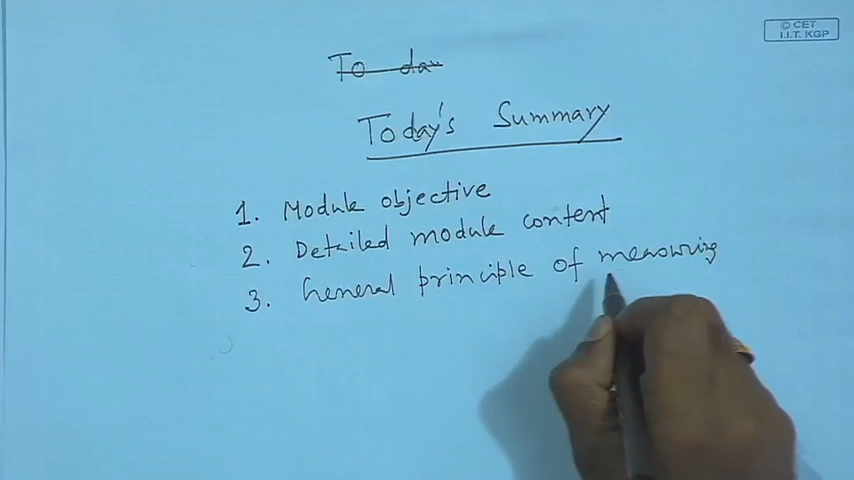 © CET
I.I.T. KGP
To day
Today's Summary
1. Module objective
2. Detailed module content
3. General principle of measuring